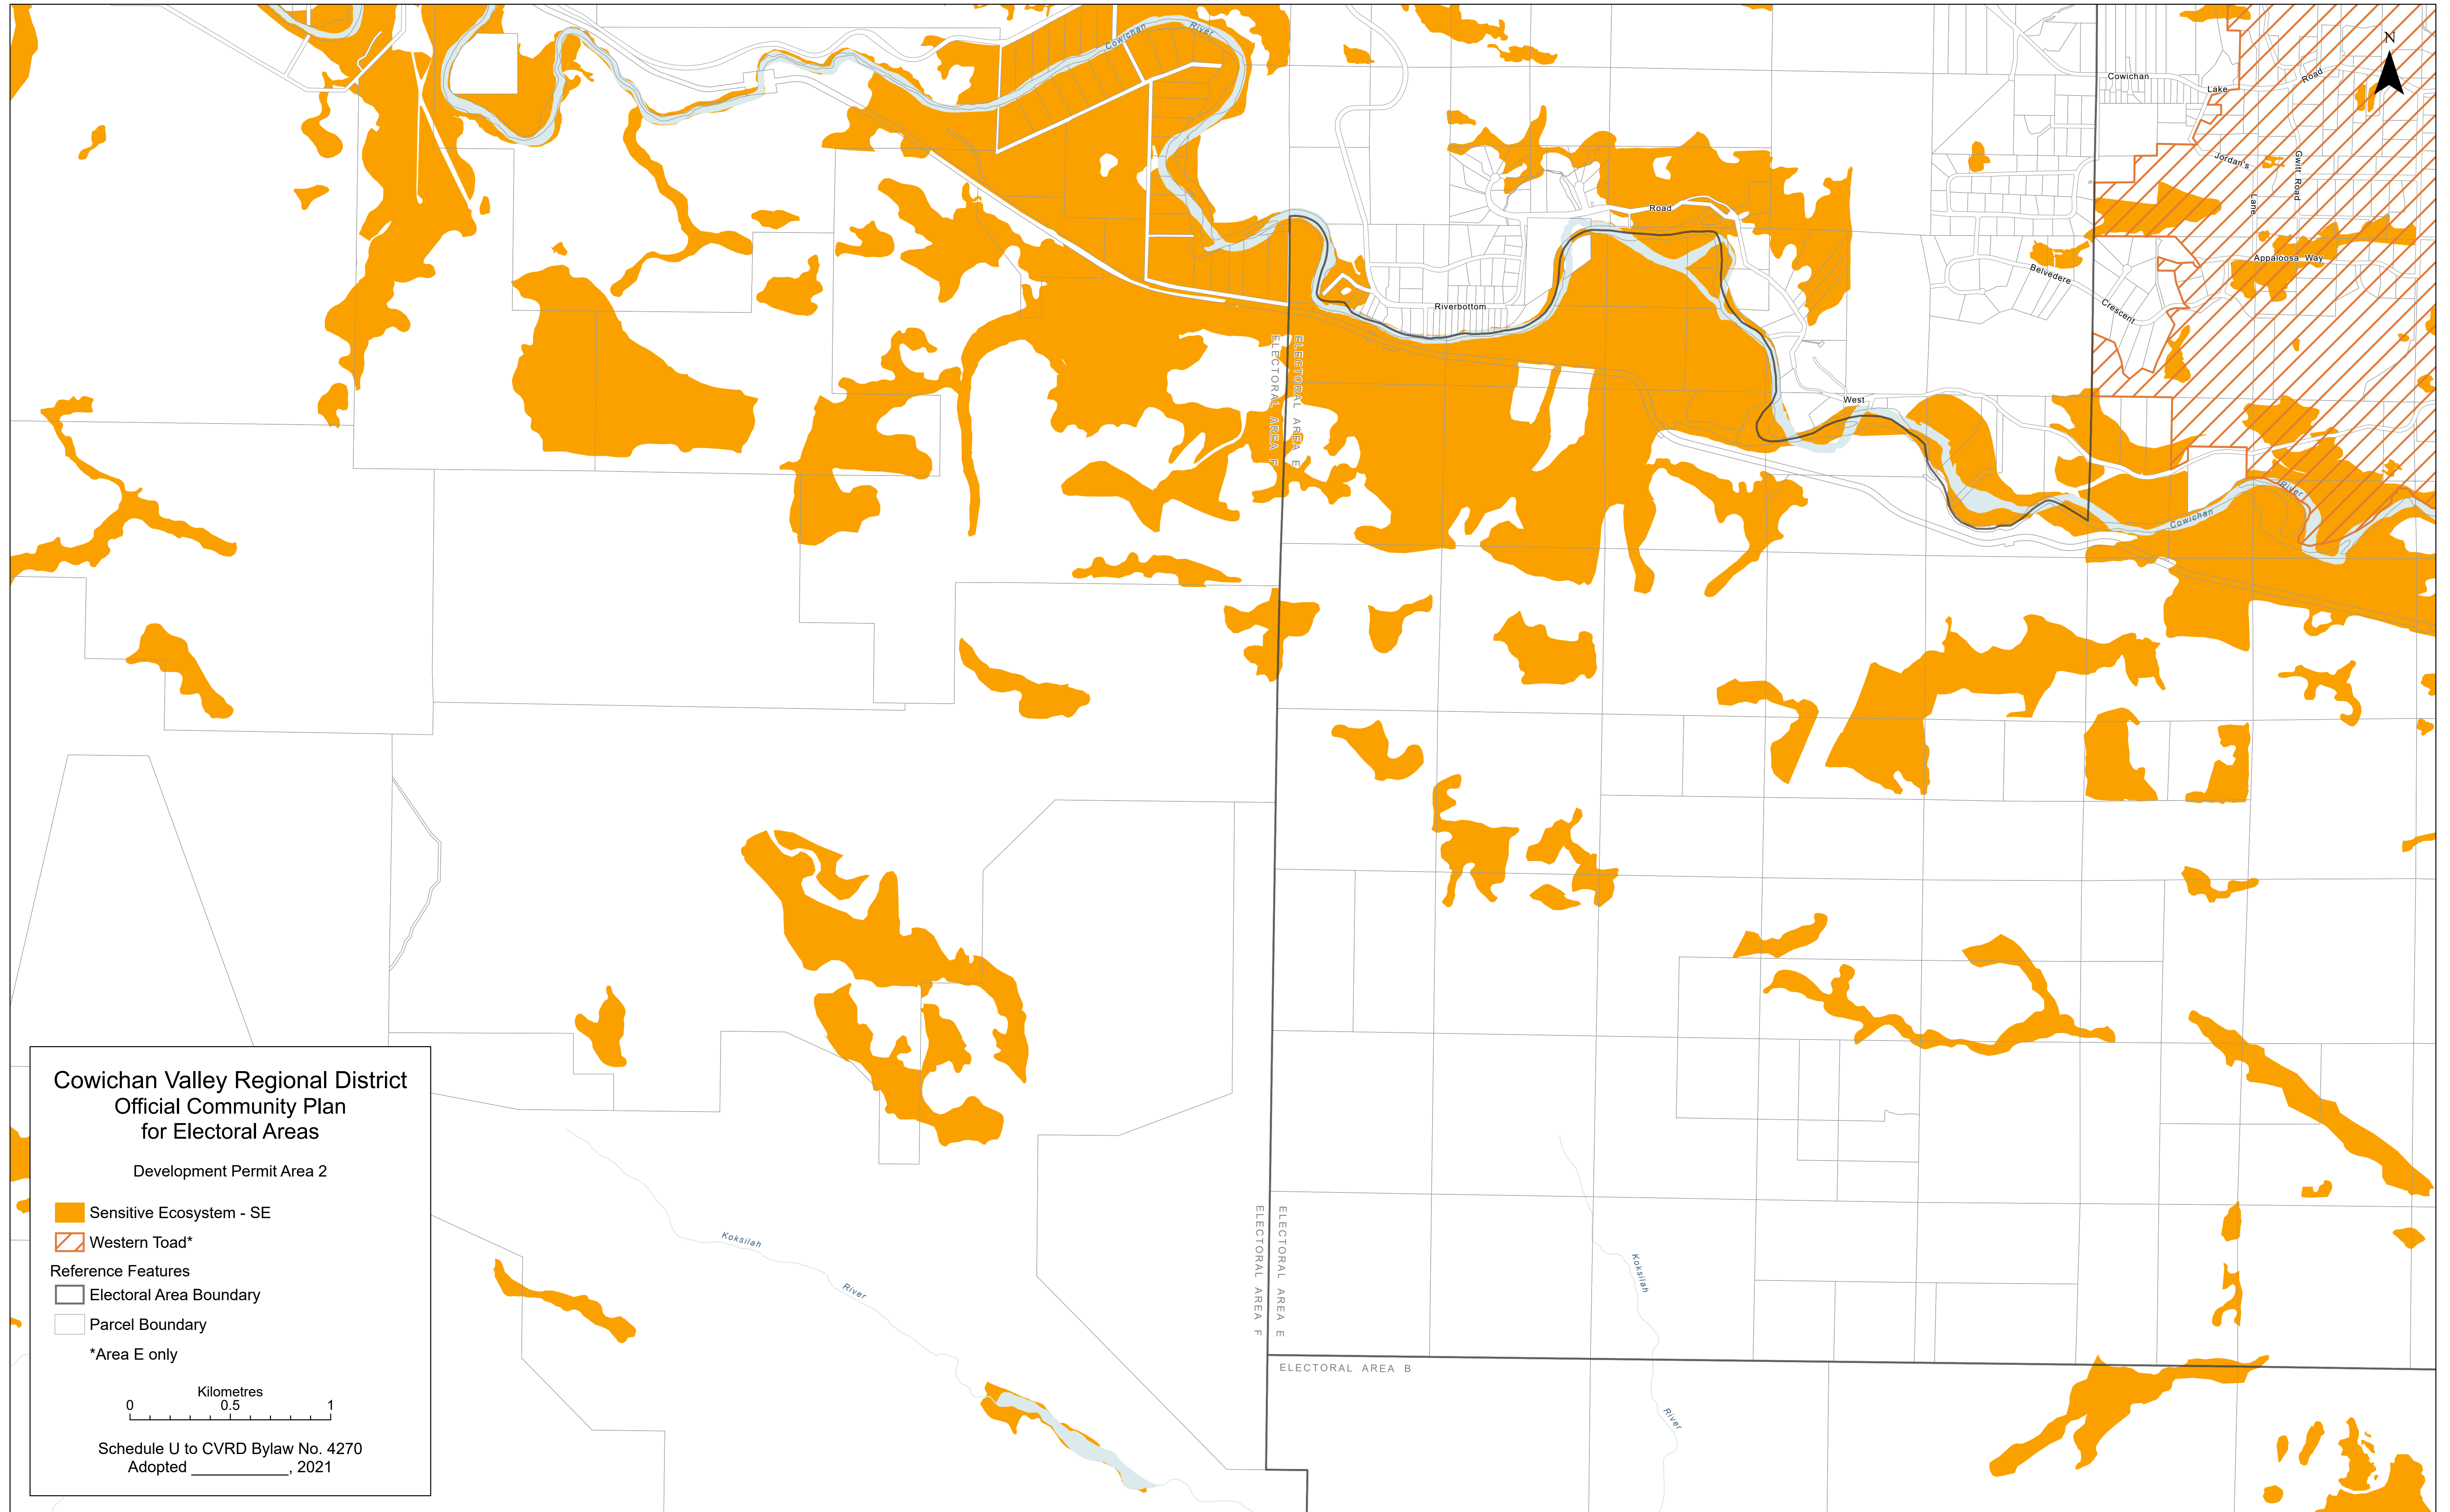 Cowichan River
N
Cowichan Lake Road
Jordan's Lane
Gwilt Road
Road
Appaloosa Way
Belvedere Crescent
Riverbottom
ELECTORAL AREA F
ELECTORAL AREA E
West
River
Cowichan
Cowichan Valley Regional District
Official Community Plan
for Electoral Areas
Development Permit Area 2
Sensitive Ecosystem - SE
Western Toad*
Reference Features
Electoral Area Boundary
Parcel Boundary
*Area E only
Kilometres
0 0.5 1
Schedule U to CVRD Bylaw No. 4270
Adopted ____________, 2021
Koksilah
River
ELECTORAL AREA F
ELECTORAL AREA E
Koksilah
River
ELECTORAL AREA B